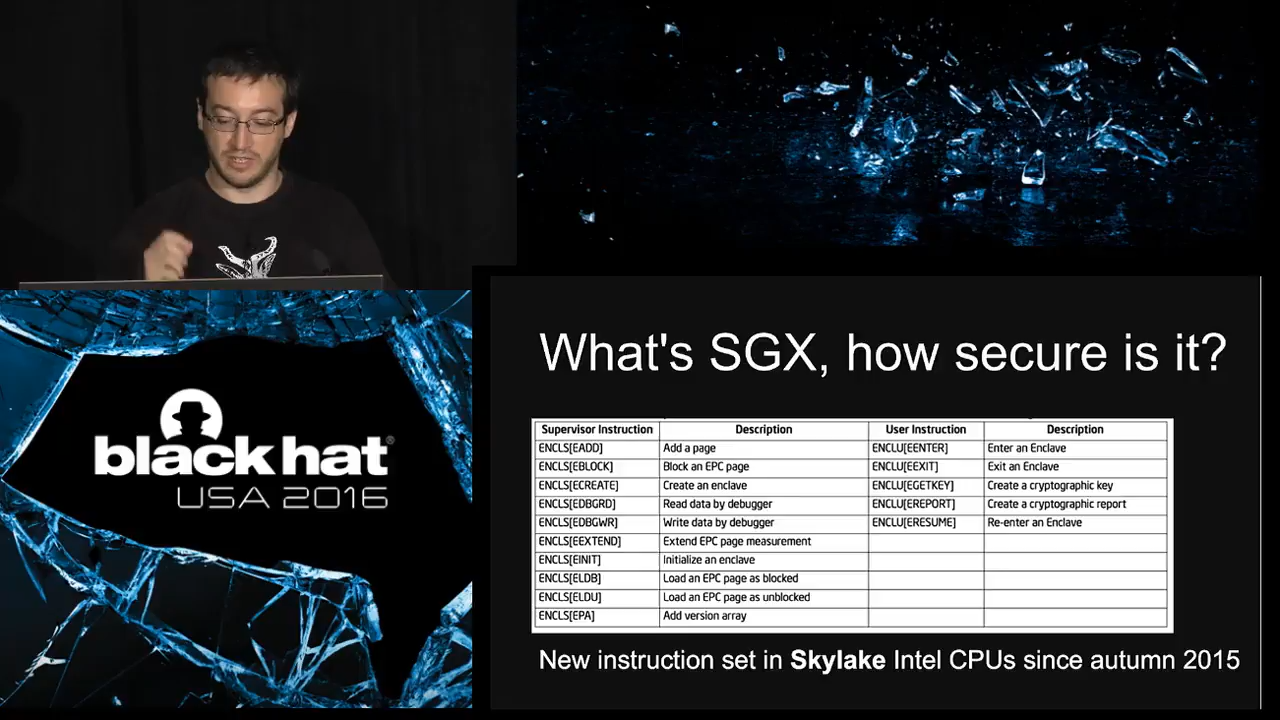 black hat®
USA 2016
What's SGX, how secure is it?
Supervisor Instruction Description User Instruction Description
ENCLS[EADD] Add a page ENCLU[EENTER] Enter an Enclave
ENCLS[EBLOCK] Block an EPC page ENCLU[EEXIT] Exit an Enclave
ENCLS[ECREATE] Create an enclave ENCLU[EGETKEY] Create a cryptographic key
ENCLS[EDBGRD] Read data by debugger ENCLU[EREPORT] Create a cryptographic report
ENCLS[EDBGWR] Write data by debugger ENCLU[ERESUME] Re-enter an Enclave
ENCLS[EEXTEND] Extend EPC page measurement
ENCLS[EINIT] Initialize an enclave
ENCLS[ELDB] Load an EPC page as blocked
ENCLS[ELDU] Load an EPC page as unblocked
ENCLS[EPA] Add version array
New instruction set in Skylake Intel CPUs since autumn 2015